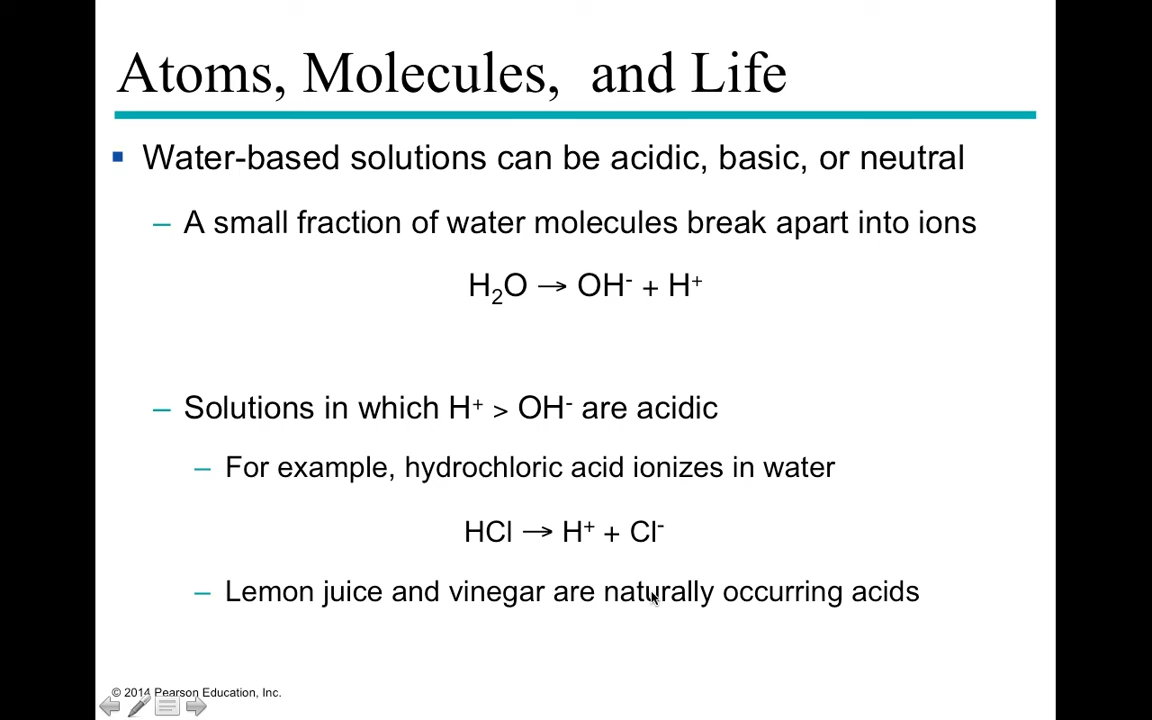 Atoms, Molecules,  and Life
▪ Water-based solutions can be acidic, basic, or neutral
– A small fraction of water molecules break apart into ions
H₂O → OH⁻ + H⁺
– Solutions in which H⁺ > OH⁻ are acidic
– For example, hydrochloric acid ionizes in water
HCl → H⁺ + Cl⁻
– Lemon juice and vinegar are naturally occurring acids
© 2014 Pearson Education, Inc.